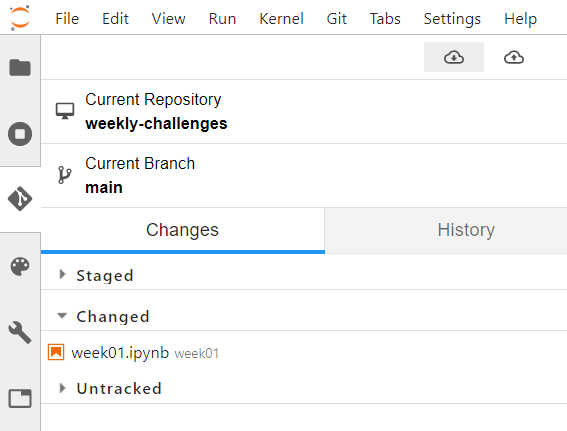 File Edit View Run Kernel Git Tabs Settings Help
Current Repository
weekly-challenges
Current Branch
main
Changes History
Staged
Changed
week01.ipynb week01
Untracked